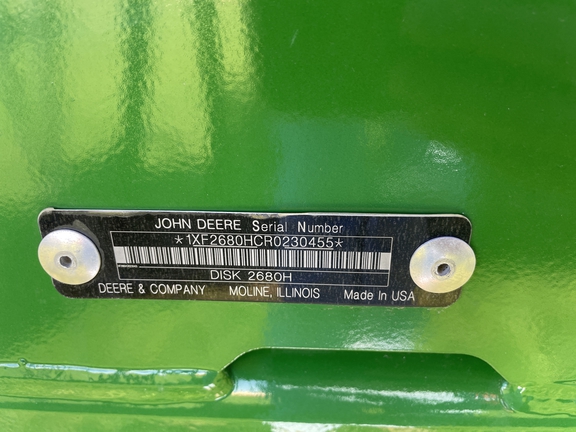 JOHN DEERE Serial Number
*1XF2680HCR0230455*
DISK 2680H
DEERE & COMPANY MOLINE, ILLINOIS Made In USA